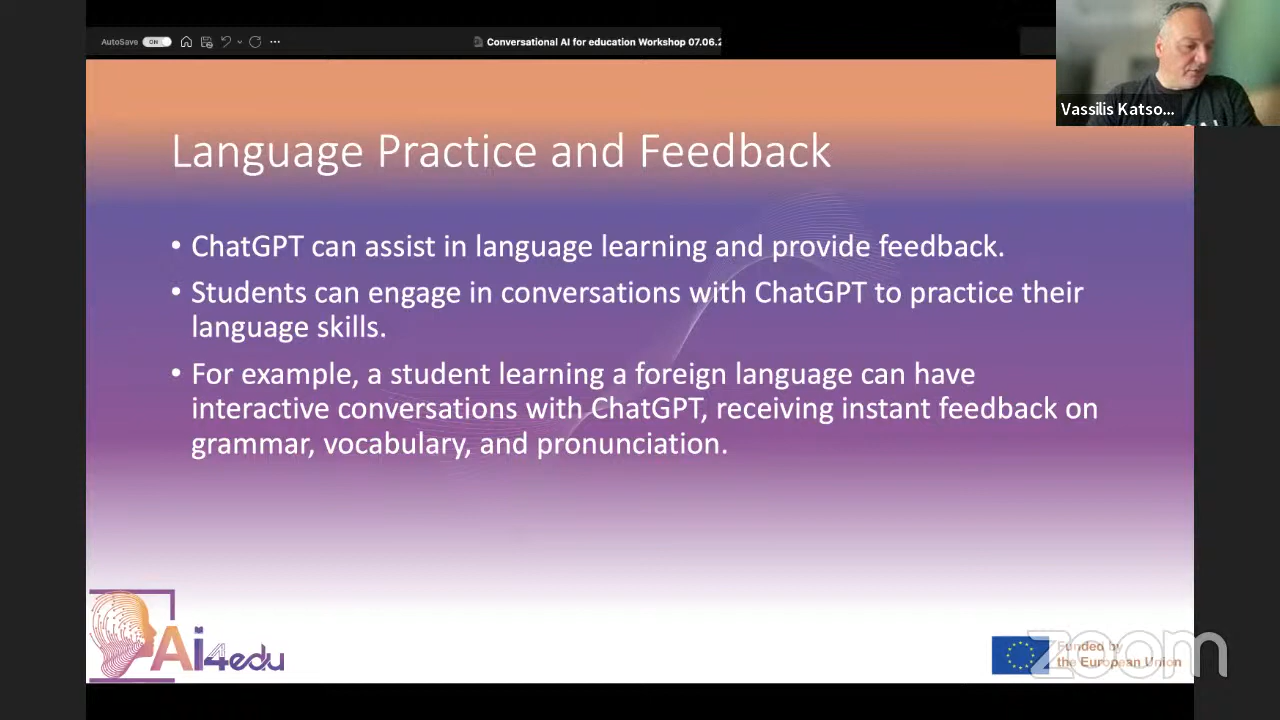 AutoSave ON
Conversational AI for education Workshop 07.06.2
Vassilis Katso...
Language Practice and Feedback
• ChatGPT can assist in language learning and provide feedback.
• Students can engage in conversations with ChatGPT to practice their
language skills.
• For example, a student learning a foreign language can have
interactive conversations with ChatGPT, receiving instant feedback on
grammar, vocabulary, and pronunciation.
Ai4edu
Funded by
the European Union
zoom